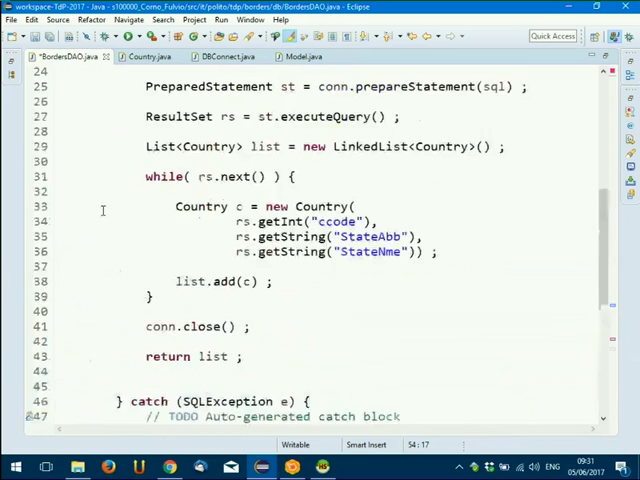 workspace-TdP-2017 - Java - s100000_Como_Fulvio/src/it/polito/tdp/borders/db/BordersDAO.java - Eclipse
File Edit Source Refactor Navigate Search Project Run Window Help
Quick Access
*BordersDAO.java Country.java DBConnect.java Model.java
24
25 PreparedStatement st = conn.prepareStatement(sql) ;
26
27 ResultSet rs = st.executeQuery() ;
28
29 List<Country> list = new LinkedList<Country>() ;
30
31 while( rs.next() ) {
32
33 Country c = new Country(
34 rs.getInt("ccode"),
35 rs.getString("StateAbb"),
36 rs.getString("StateNme")) ;
37
38 list.add(c) ;
39 }
40
41 conn.close() ;
42
43 return list ;
44
45
46 } catch (SQLException e) {
47 // TODO Auto-generated catch block
Writable Smart Insert 54 : 17
ENG 09:31
05/06/2017